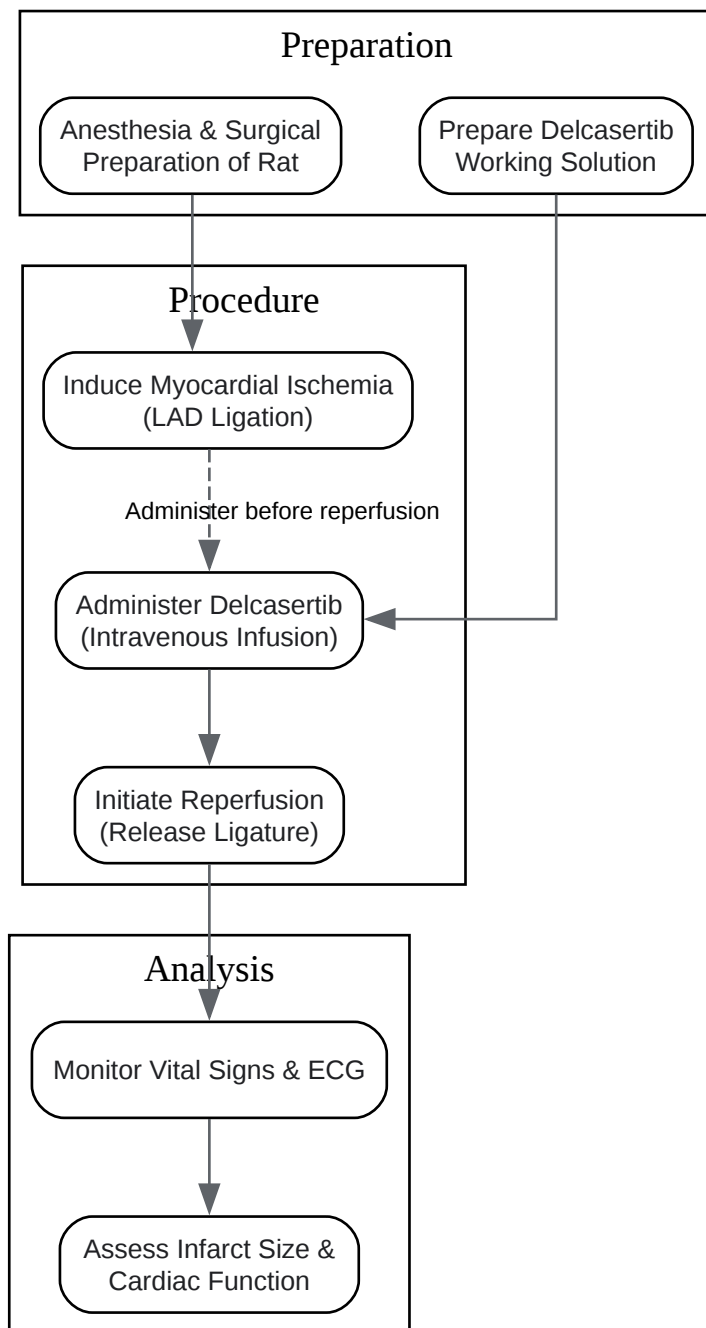 Preparation
Anesthesia & Surgical
Preparation of Rat
Prepare Delcasertib
Working Solution
Procedure
Induce Myocardial Ischemia
(LAD Ligation)
Administer before reperfusion
Administer Delcasertib
(Intravenous Infusion)
Initiate Reperfusion
(Release Ligature)
Analysis
Monitor Vital Signs & ECG
Assess Infarct Size &
Cardiac Function